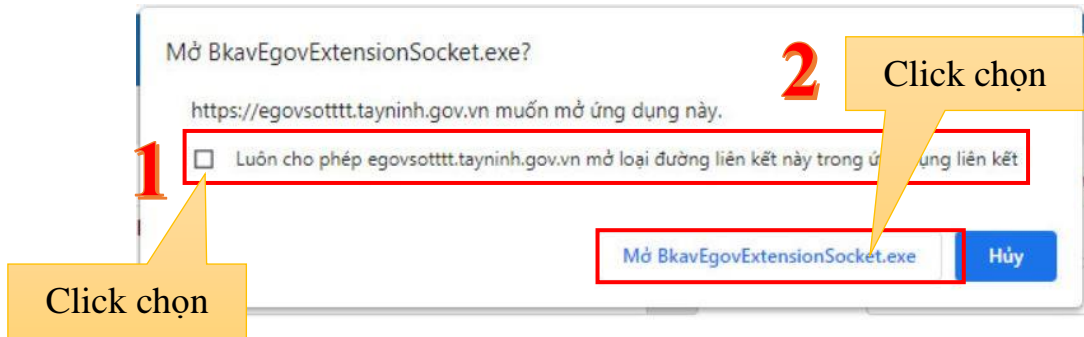 Mở BkavEgovExtensionSocket.exe?
2
Click chọn
https://egovsotttt.tayninh.gov.vn muốn mở ứng dụng này.
1
Luôn cho phép egovsotttt.tayninh.gov.vn mở loại đường liên kết này trong ứ ụng liên kết
Mở BkavEgovExtensionSocket.exe
Hủy
Click chọn